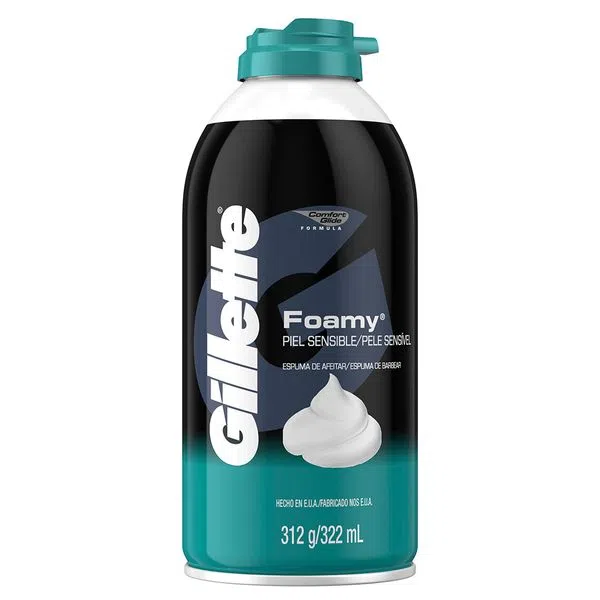 Comfort
Glide
FORMULA
Gillette®
Foamy®
PIEL SENSIBLE/PELE SENSÍVEL
ESPUMA DE AFEITAR/ESPUMA DE BARBEAR
HECHO EN E.U.A./FABRICADO NOS E.U.A.
312 g/322 mL